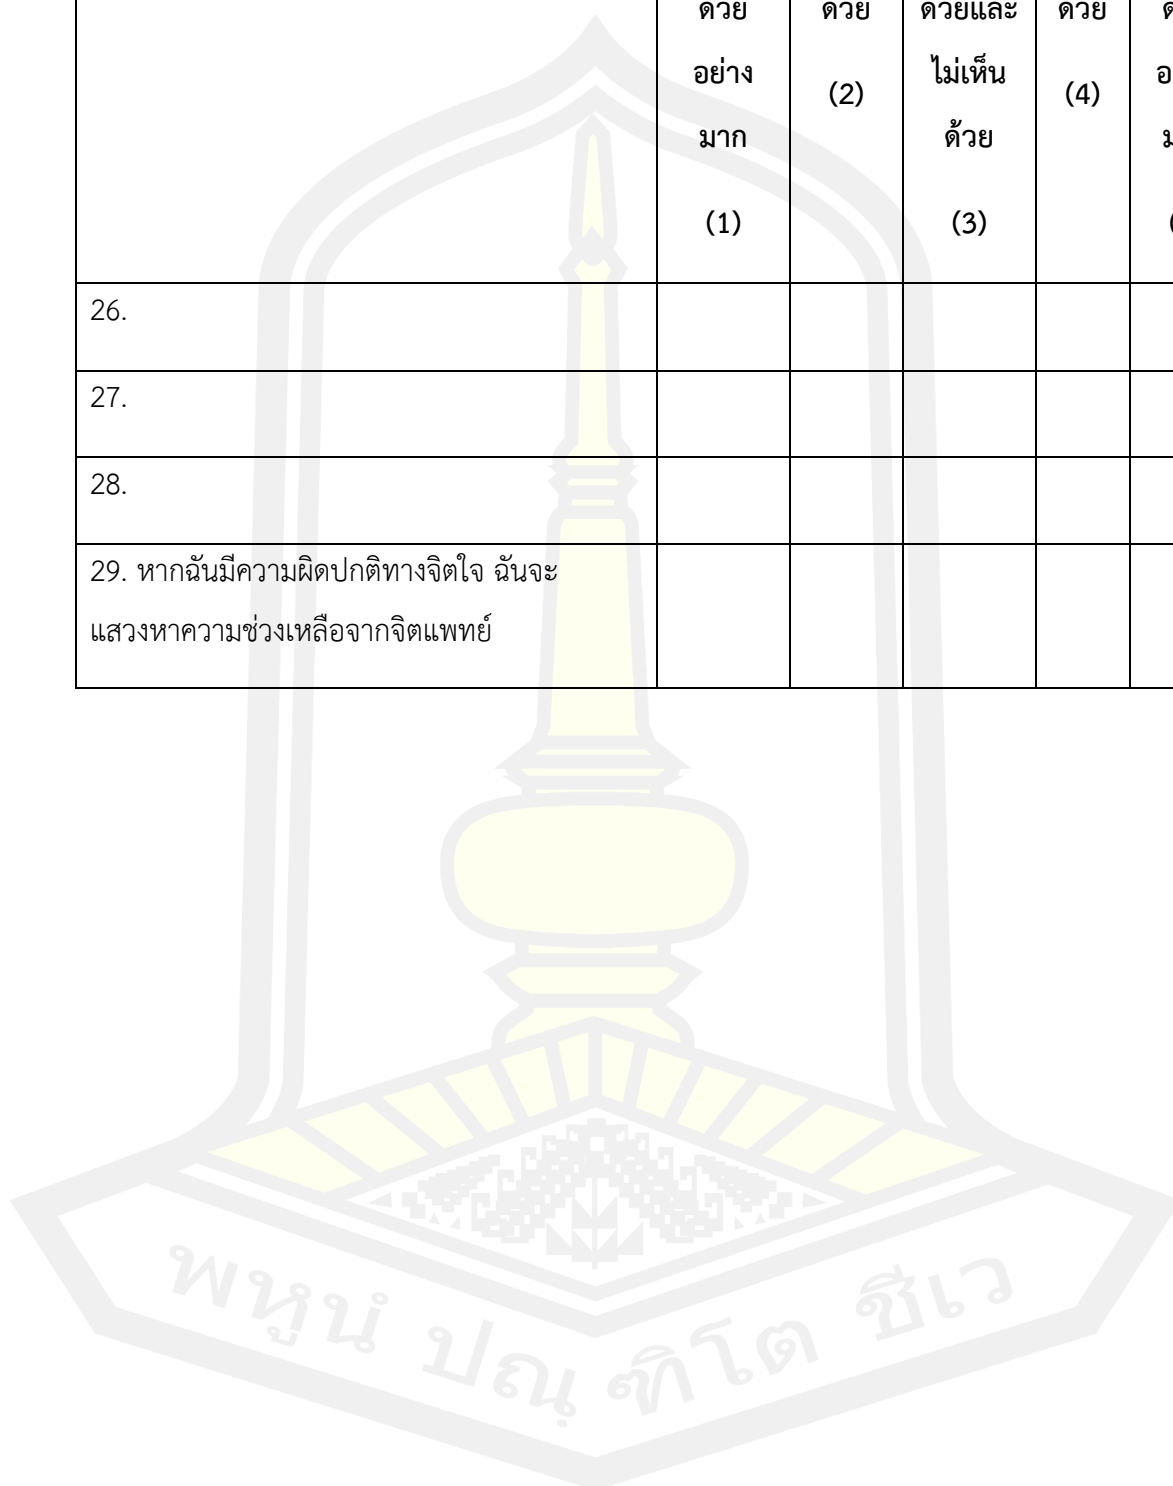 ด้วย ด้วย ด้วยและ ด้วย
อย่าง ไม่เห็น
(2) (4)
มาก ด้วย
(1) (3)
26.
27.
28.
29. หากฉันมีความผิดปกติทางจิตใจ ฉันจะ
แสวงหาความช่วยเหลือจากจิตแพทย์
พหูนํ ปณฺฑิโต ชีเว